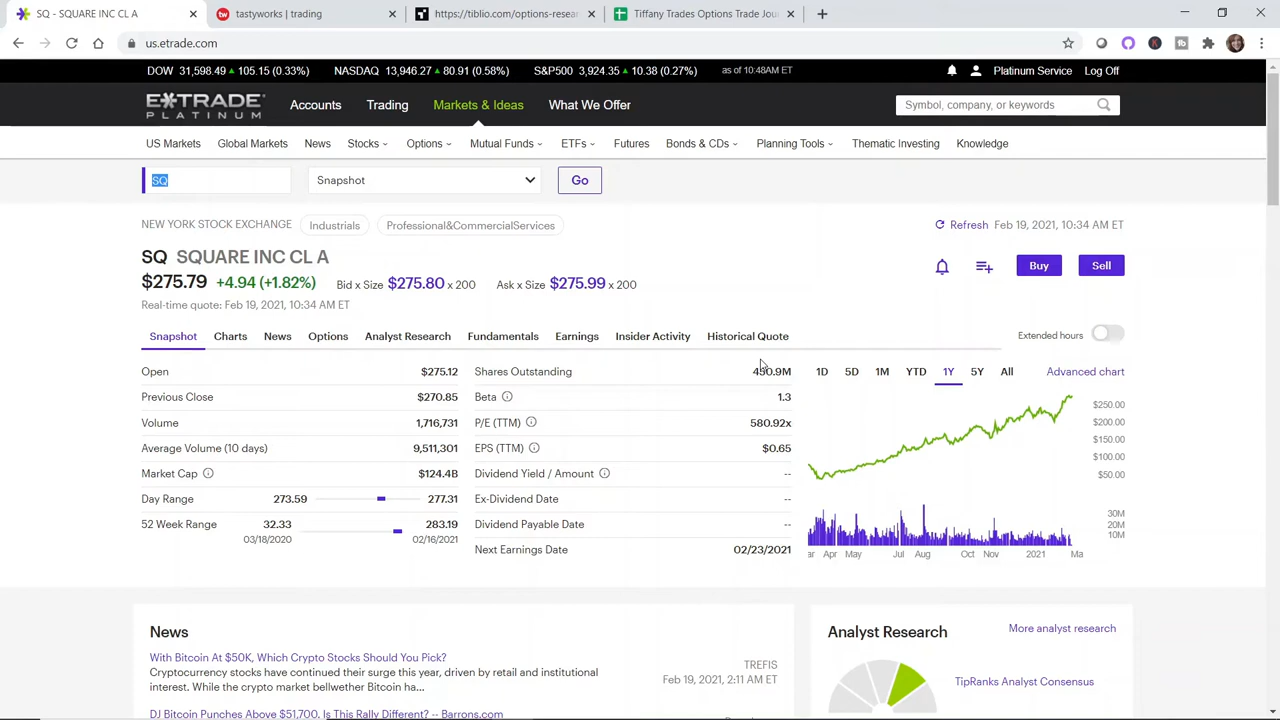 SQ - SQUARE INC CL A
tastyworks | trading
https://tiblio.com/options-resear
Tiffany Trades Options Trade Jou
us.etrade.com
DOW 31,598.49 105.15 (0.33%) NASDAQ 13,946.27 80.91 (0.58%) S&P500 3,924.35 10.38 (0.27%) as of 10:48AM ET
Platinum Service Log Off
E*TRADE
PLATINUM
Accounts Trading Markets & Ideas What We Offer
Symbol, company, or keywords
US Markets Global Markets News Stocks Options Mutual Funds ETFs Futures Bonds & CDs Planning Tools Thematic Investing Knowledge
SQ Snapshot Go
NEW YORK STOCK EXCHANGE Industrials Professional&CommercialServices
Refresh Feb 19, 2021, 10:34 AM ET
SQ SQUARE INC CL A
$275.79 +4.94 (+1.82%) Bid x Size $275.80 x 200 Ask x Size $275.99 x 200
Buy Sell
Real-time quote: Feb 19, 2021, 10:34 AM ET
Snapshot Charts News Options Analyst Research Fundamentals Earnings Insider Activity Historical Quote
Extended hours
Open $275.12
Previous Close $270.85
Volume 1,716,731
Average Volume (10 days) 9,511,301
Market Cap $124.4B
Day Range 273.59 277.31
52 Week Range 32.33 283.19
03/18/2020 02/16/2021
Shares Outstanding 450.9M
Beta 1.3
P/E (TTM) 580.92x
EPS (TTM) $0.65
Dividend Yield / Amount --
Ex-Dividend Date --
Dividend Payable Date --
Next Earnings Date 02/23/2021
1D 5D 1M YTD 1Y 5Y All Advanced chart
$250.00
$200.00
$150.00
$100.00
$50.00
30M
20M
10M
ar Apr May Jul Aug Oct Nov 2021 Ma
News
With Bitcoin At $50K, Which Crypto Stocks Should You Pick?
Cryptocurrency stocks have continued their surge this year, driven by retail and institutional
interest. While the crypto market bellwether Bitcoin ha...
TREFIS
Feb 19, 2021, 2:11 AM ET
DJ Bitcoin Punches Above $51,700. Is This Rally Different? -- Barrons.com
Analyst Research
More analyst research
TipRanks Analyst Consensus